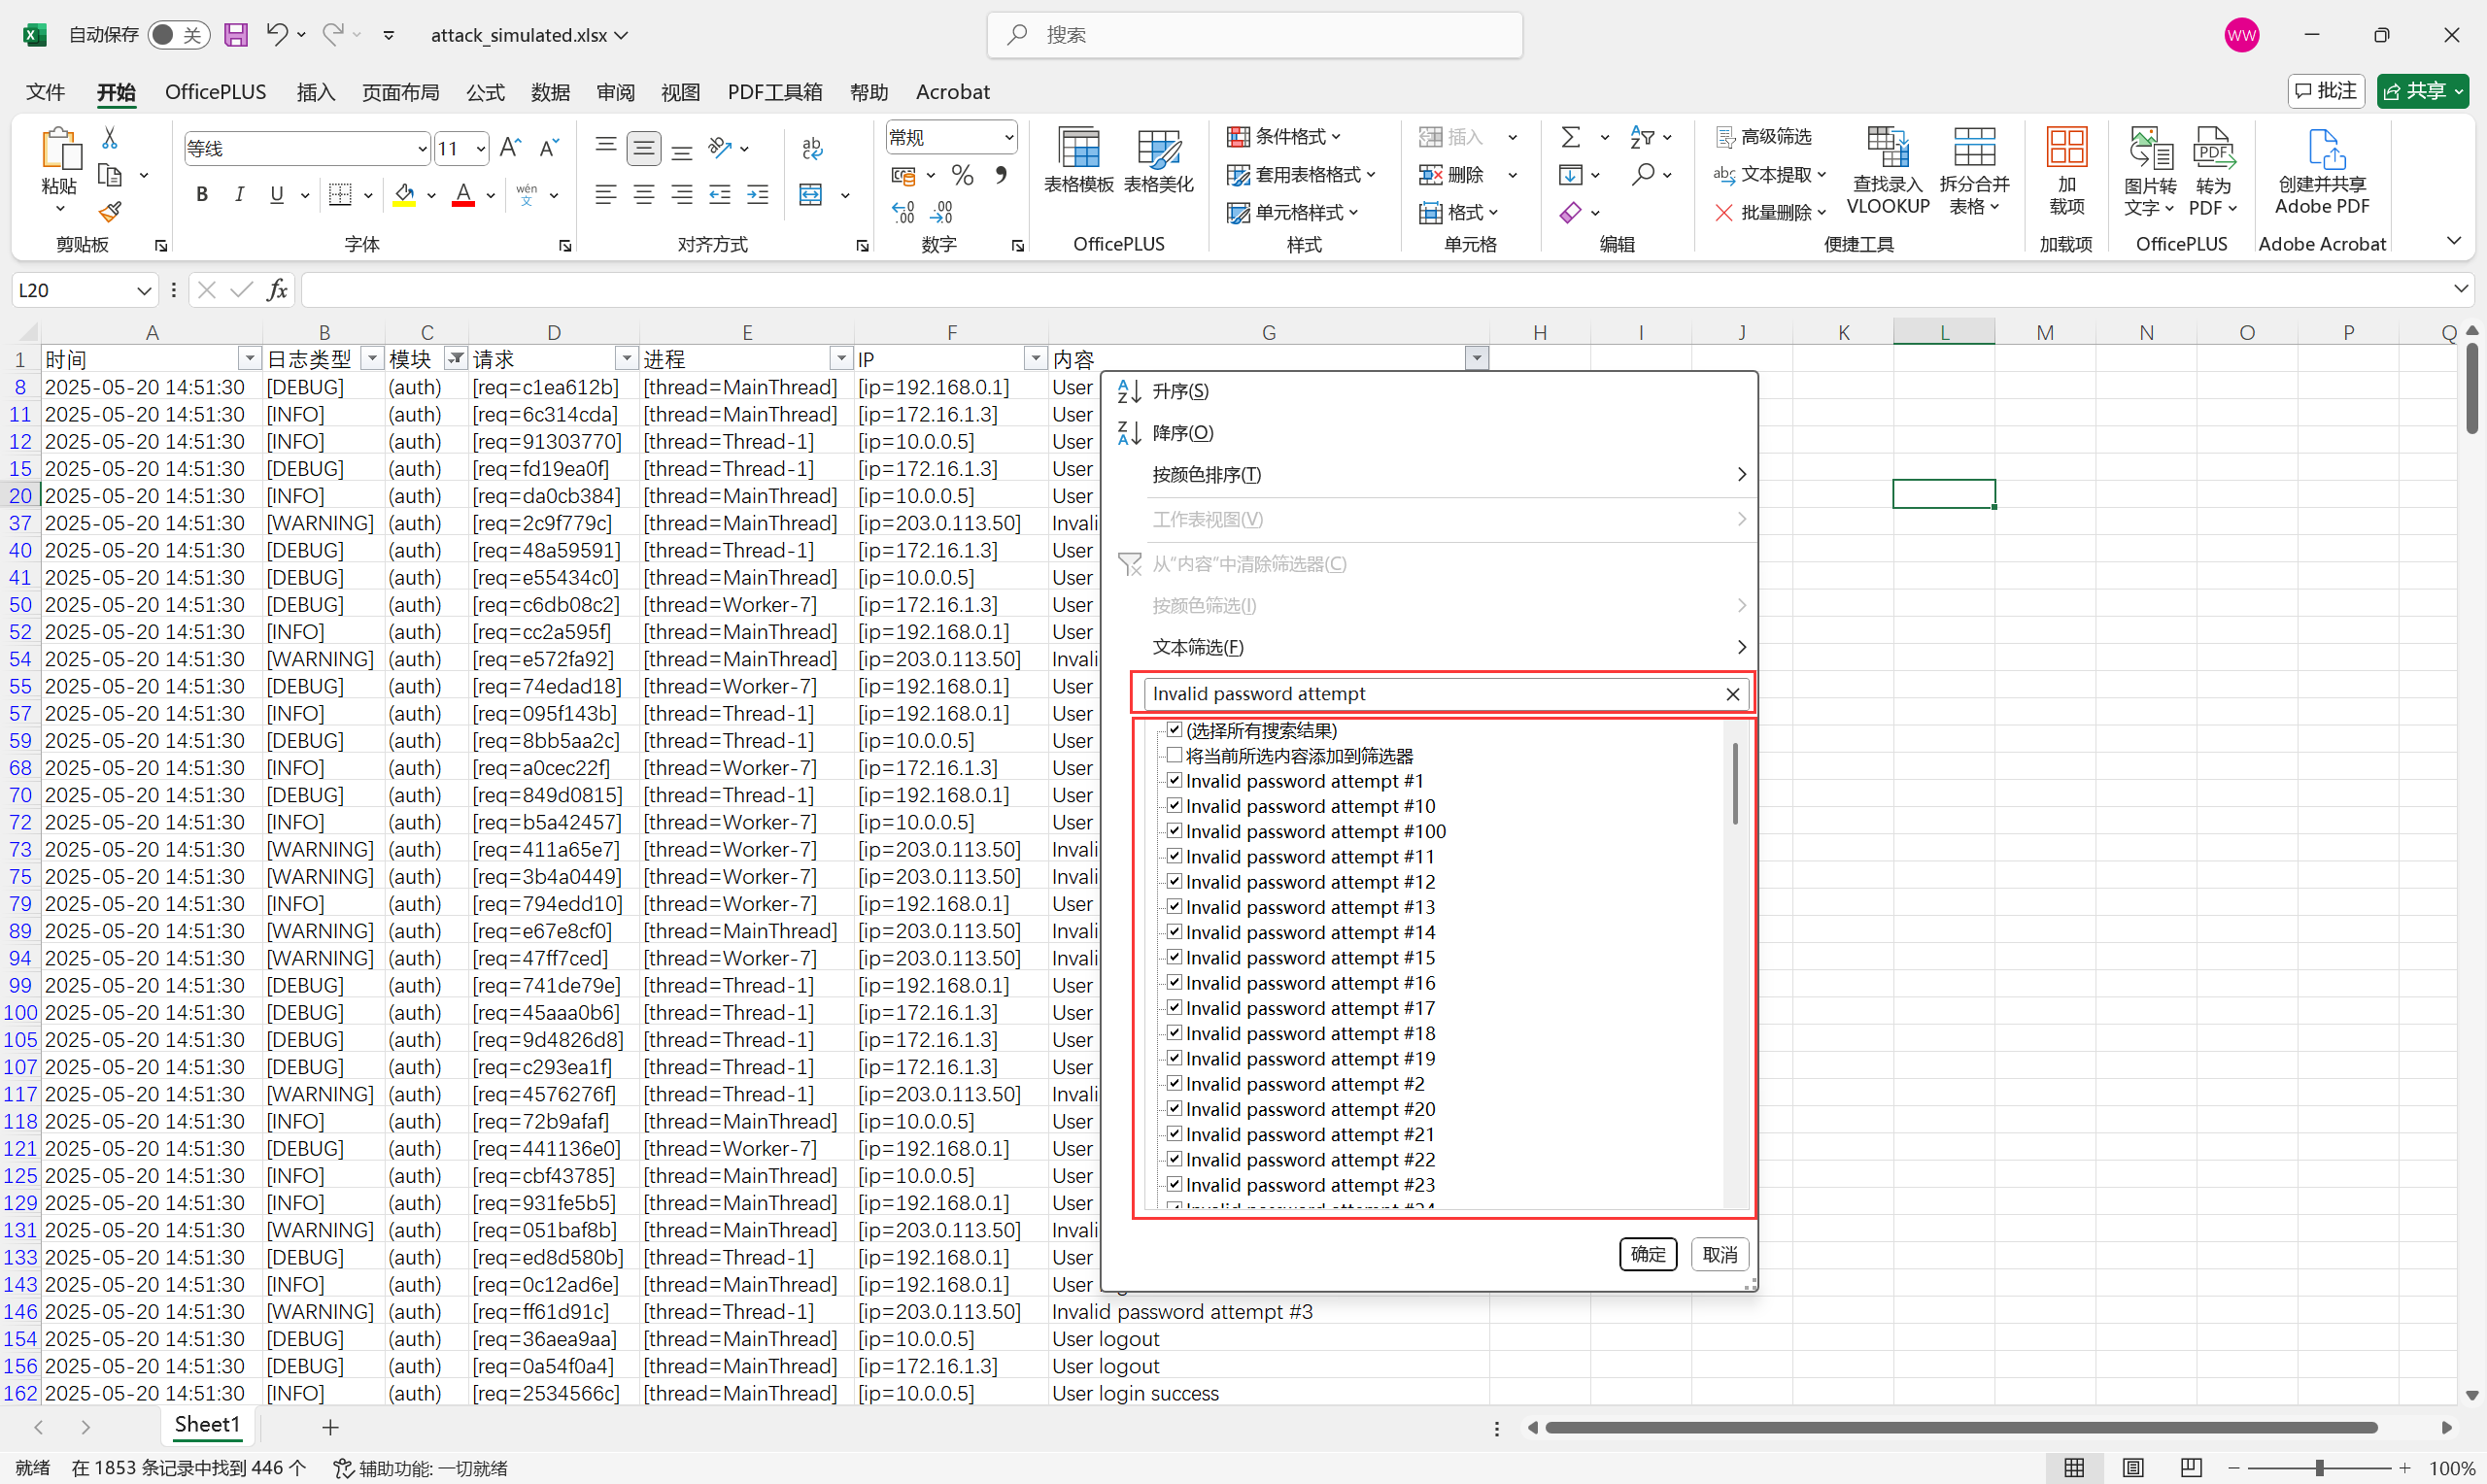 自动保存 关 attack_simulated.xlsx 搜索 WW
文件 开始 OfficePLUS 插入 页面布局 公式 数据 审阅 视图 PDF工具箱 帮助 Acrobat 批注 共享
等线 11 常规 条件格式 插入 高级筛选
粘贴 表格模板 表格美化 套用表格格式 删除 文本提取 查找录入 VLOOKUP 拆分合并 表格 加载项 图片转文字 转为 PDF 创建并共享 Adobe PDF
B I U wén 文 单元格样式 格式 批量删除
剪贴板 字体 对齐方式 数字 OfficePLUS 样式 单元格 编辑 便捷工具 加载项 OfficePLUS Adobe Acrobat
L20 fx
A B C D E F G H I J K L M N O P Q
1 时间 日志类型 模块 请求 进程 IP 内容
8 2025-05-20 14:51:30 [DEBUG] (auth) [req=c1ea612b] [thread=MainThread] [ip=192.168.0.1] User
11 2025-05-20 14:51:30 [INFO] (auth) [req=6c314cda] [thread=MainThread] [ip=172.16.1.3] User
12 2025-05-20 14:51:30 [INFO] (auth) [req=91303770] [thread=Thread-1] [ip=10.0.0.5] User
15 2025-05-20 14:51:30 [DEBUG] (auth) [req=fd19ea0f] [thread=Thread-1] [ip=172.16.1.3] User
20 2025-05-20 14:51:30 [INFO] (auth) [req=da0cb384] [thread=MainThread] [ip=10.0.0.5] User
37 2025-05-20 14:51:30 [WARNING] (auth) [req=2c9f779c] [thread=MainThread] [ip=203.0.113.50] Invali
40 2025-05-20 14:51:30 [DEBUG] (auth) [req=48a59591] [thread=Thread-1] [ip=172.16.1.3] User
41 2025-05-20 14:51:30 [DEBUG] (auth) [req=e55434c0] [thread=MainThread] [ip=10.0.0.5] User
50 2025-05-20 14:51:30 [DEBUG] (auth) [req=c6db08c2] [thread=Worker-7] [ip=172.16.1.3] User
52 2025-05-20 14:51:30 [INFO] (auth) [req=cc2a595f] [thread=MainThread] [ip=192.168.0.1] User
54 2025-05-20 14:51:30 [WARNING] (auth) [req=e572fa92] [thread=MainThread] [ip=203.0.113.50] Invali
55 2025-05-20 14:51:30 [DEBUG] (auth) [req=74edad18] [thread=Worker-7] [ip=192.168.0.1] User
57 2025-05-20 14:51:30 [INFO] (auth) [req=095f143b] [thread=Thread-1] [ip=192.168.0.1] User
59 2025-05-20 14:51:30 [DEBUG] (auth) [req=8bb5aa2c] [thread=Thread-1] [ip=10.0.0.5] User
68 2025-05-20 14:51:30 [INFO] (auth) [req=a0cec22f] [thread=Worker-7] [ip=172.16.1.3] User
70 2025-05-20 14:51:30 [DEBUG] (auth) [req=849d0815] [thread=Thread-1] [ip=192.168.0.1] User
72 2025-05-20 14:51:30 [INFO] (auth) [req=b5a42457] [thread=Worker-7] [ip=10.0.0.5] User
73 2025-05-20 14:51:30 [WARNING] (auth) [req=411a65e7] [thread=Worker-7] [ip=203.0.113.50] Invali
75 2025-05-20 14:51:30 [WARNING] (auth) [req=3b4a0449] [thread=Worker-7] [ip=203.0.113.50] Invali
79 2025-05-20 14:51:30 [INFO] (auth) [req=794edd10] [thread=Worker-7] [ip=192.168.0.1] User
89 2025-05-20 14:51:30 [WARNING] (auth) [req=e67e8cf0] [thread=MainThread] [ip=203.0.113.50] Invali
94 2025-05-20 14:51:30 [WARNING] (auth) [req=47ff7ced] [thread=Worker-7] [ip=203.0.113.50] Invali
99 2025-05-20 14:51:30 [DEBUG] (auth) [req=741de79e] [thread=Thread-1] [ip=192.168.0.1] User
100 2025-05-20 14:51:30 [DEBUG] (auth) [req=45aaa0b6] [thread=Thread-1] [ip=172.16.1.3] User
105 2025-05-20 14:51:30 [DEBUG] (auth) [req=9d4826d8] [thread=Thread-1] [ip=172.16.1.3] User
107 2025-05-20 14:51:30 [DEBUG] (auth) [req=c293ea1f] [thread=Thread-1] [ip=172.16.1.3] User
117 2025-05-20 14:51:30 [WARNING] (auth) [req=4576276f] [thread=Thread-1] [ip=203.0.113.50] Invali
118 2025-05-20 14:51:30 [INFO] (auth) [req=72b9afaf] [thread=MainThread] [ip=10.0.0.5] User
121 2025-05-20 14:51:30 [DEBUG] (auth) [req=441136e0] [thread=Worker-7] [ip=192.168.0.1] User
125 2025-05-20 14:51:30 [INFO] (auth) [req=cbf43785] [thread=MainThread] [ip=10.0.0.5] User
129 2025-05-20 14:51:30 [INFO] (auth) [req=931fe5b5] [thread=MainThread] [ip=192.168.0.1] User
131 2025-05-20 14:51:30 [WARNING] (auth) [req=051baf8b] [thread=MainThread] [ip=203.0.113.50] Invali
133 2025-05-20 14:51:30 [DEBUG] (auth) [req=ed8d580b] [thread=Thread-1] [ip=192.168.0.1] User
143 2025-05-20 14:51:30 [INFO] (auth) [req=0c12ad6e] [thread=MainThread] [ip=192.168.0.1] User
146 2025-05-20 14:51:30 [WARNING] (auth) [req=ff61d91c] [thread=Thread-1] [ip=203.0.113.50] Invalid password attempt #3
154 2025-05-20 14:51:30 [DEBUG] (auth) [req=36aea9aa] [thread=MainThread] [ip=10.0.0.5] User logout
156 2025-05-20 14:51:30 [DEBUG] (auth) [req=0a54f0a4] [thread=MainThread] [ip=172.16.1.3] User logout
162 2025-05-20 14:51:30 [INFO] (auth) [req=2534566c] [thread=MainThread] [ip=10.0.0.5] User login success
升序(S)
降序(O)
按颜色排序(T)
工作表视图(V)
从"内容"中清除筛选器(C)
按颜色筛选(I)
文本筛选(F)
Invalid password attempt
(选择所有搜索结果)
将当前所选内容添加到筛选器
Invalid password attempt #1
Invalid password attempt #10
Invalid password attempt #100
Invalid password attempt #11
Invalid password attempt #12
Invalid password attempt #13
Invalid password attempt #14
Invalid password attempt #15
Invalid password attempt #16
Invalid password attempt #17
Invalid password attempt #18
Invalid password attempt #19
Invalid password attempt #2
Invalid password attempt #20
Invalid password attempt #21
Invalid password attempt #22
Invalid password attempt #23
确定 取消
Sheet1
就绪 在 1853 条记录中找到 446 个 辅助功能: 一切就绪 100%